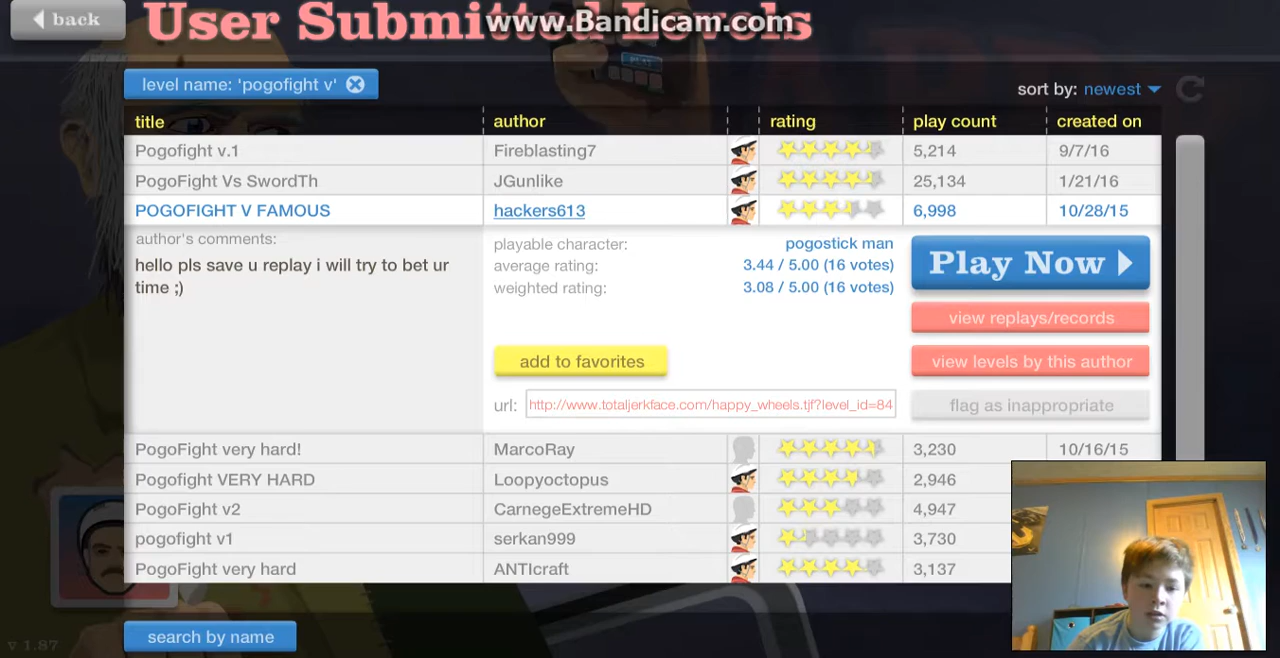 back
User Submitted Levels
www.Bandicam.com
level name: 'pogofight v'
sort by: newest
title author rating play count created on
Pogofight v.1 Fireblasting7 5,214 9/7/16
PogoFight Vs SwordTh JGunlike 25,134 1/21/16
POGOFIGHT V FAMOUS hackers613 6,998 10/28/15
author's comments:
hello pls save u replay i will try to bet ur
time ;)
playable character: pogostick man
average rating: 3.44 / 5.00 (16 votes)
weighted rating: 3.08 / 5.00 (16 votes)
Play Now
view replays/records
add to favorites
view levels by this author
url: http://www.totaljerkface.com/happy_wheels.tjf?level_id=84
flag as inappropriate
PogoFight very hard! MarcoRay 3,230 10/16/15
Pogofight VERY HARD Loopyoctopus 2,946
PogoFight v2 CarnegeExtremeHD 4,947
pogofight v1 serkan999 3,730
PogoFight very hard ANTIcraft 3,137
search by name
v 1.87